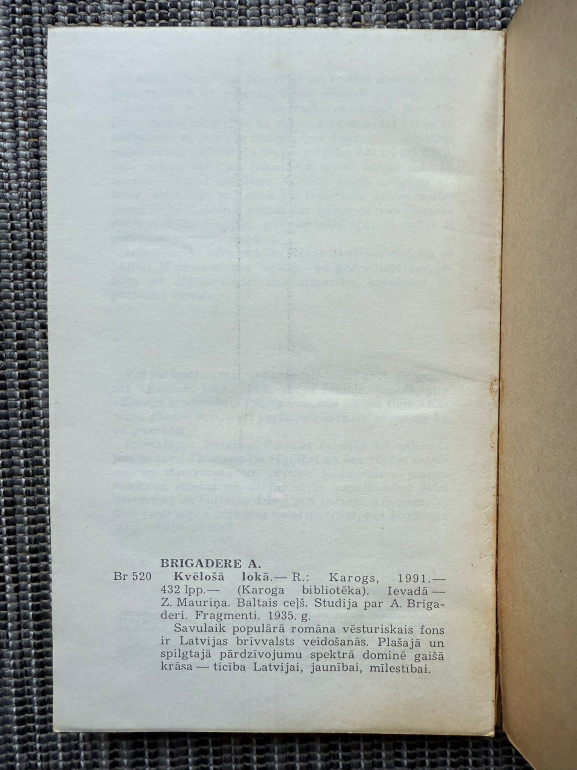 BRIGADERE A.
Br 520 Kvēlošā lokā. — R.: Karogs, 1991. —
432 lpp. — (Karoga bibliotēka). Ievadā —
Z. Mauriņa. Baltais ceļš. Studija par A. Briga-
deri. Fragmenti. 1935. g.
Savulaik populārā romāna vēsturiskais fons
ir Latvijas brīvvalsts veidošanās. Plašajā un
spilgtajā pārdzīvojumu spektrā dominē gaišā
krāsa — ticība Latvijai, jaunībai, mīlestībai.